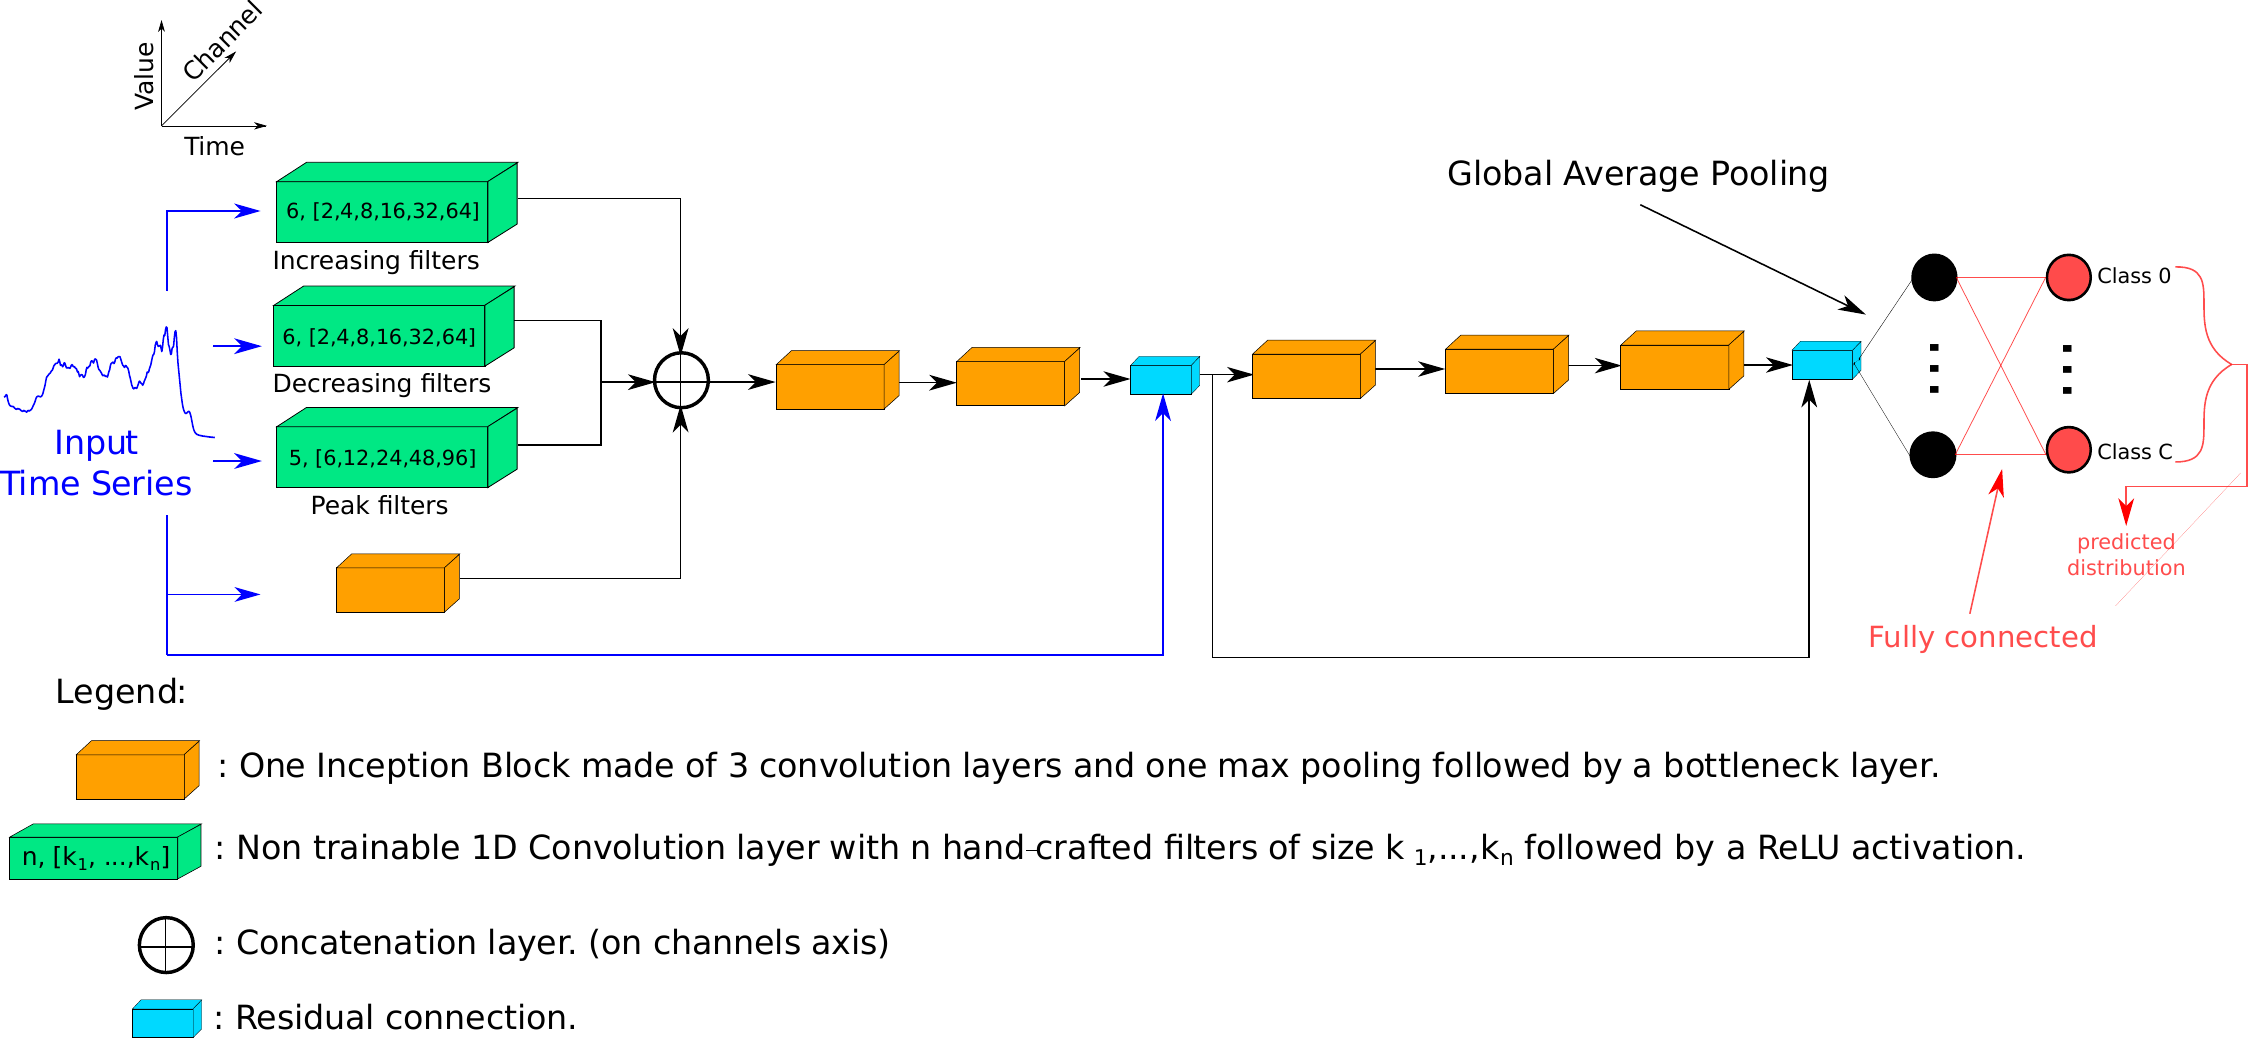 Value
Channel
Time
6, [2,4,8,16,32,64]
Increasing filters
6, [2,4,8,16,32,64]
Decreasing filters
5, [6,12,24,48,96]
Peak filters
Input
Time Series
Global Average Pooling
Class 0
Class C
predicted
distribution
Fully connected
Legend:
: One Inception Block made of 3 convolution layers and one max pooling followed by a bottleneck layer.
n, [k1, ...,kn]
: Non trainable 1D Convolution layer with n hand-crafted filters of size k 1,...,kn followed by a ReLU activation.
: Concatenation layer. (on channels axis)
: Residual connection.